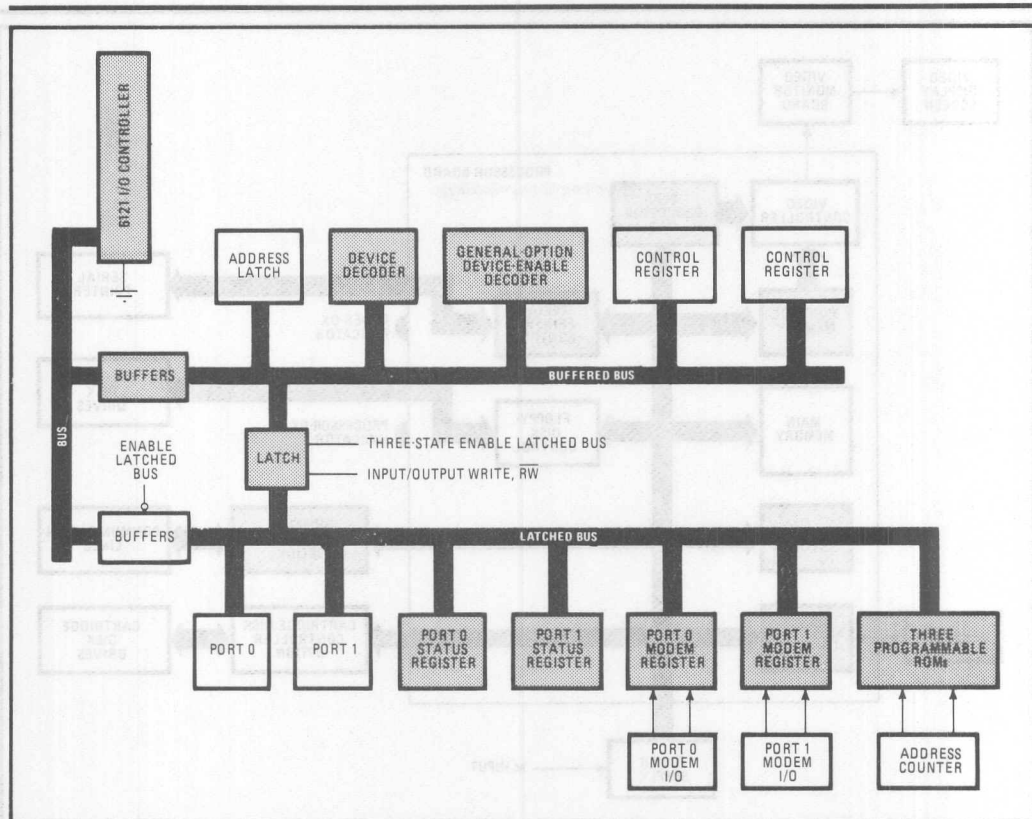 6121 I/O CONTROLLER
ADDRESS
LATCH
DEVICE
DECODER
GENERAL-OPTION
DEVICE-ENABLE
DECODER
CONTROL
REGISTER
CONTROL
REGISTER
BUFFERS
BUFFERED BUS
BUS
ENABLE
LATCHED
BUS
LATCH
THREE-STATE ENABLE LATCHED BUS
INPUT/OUTPUT WRITE, R̅W̅
BUFFERS
LATCHED BUS
PORT 0
PORT 1
PORT 0
STATUS
REGISTER
PORT 1
STATUS
REGISTER
PORT 0
MODEM
REGISTER
PORT 1
MODEM
REGISTER
THREE
PROGRAMMABLE
ROMs
PORT 0
MODEM
I/O
PORT 1
MODEM
I/O
ADDRESS
COUNTER